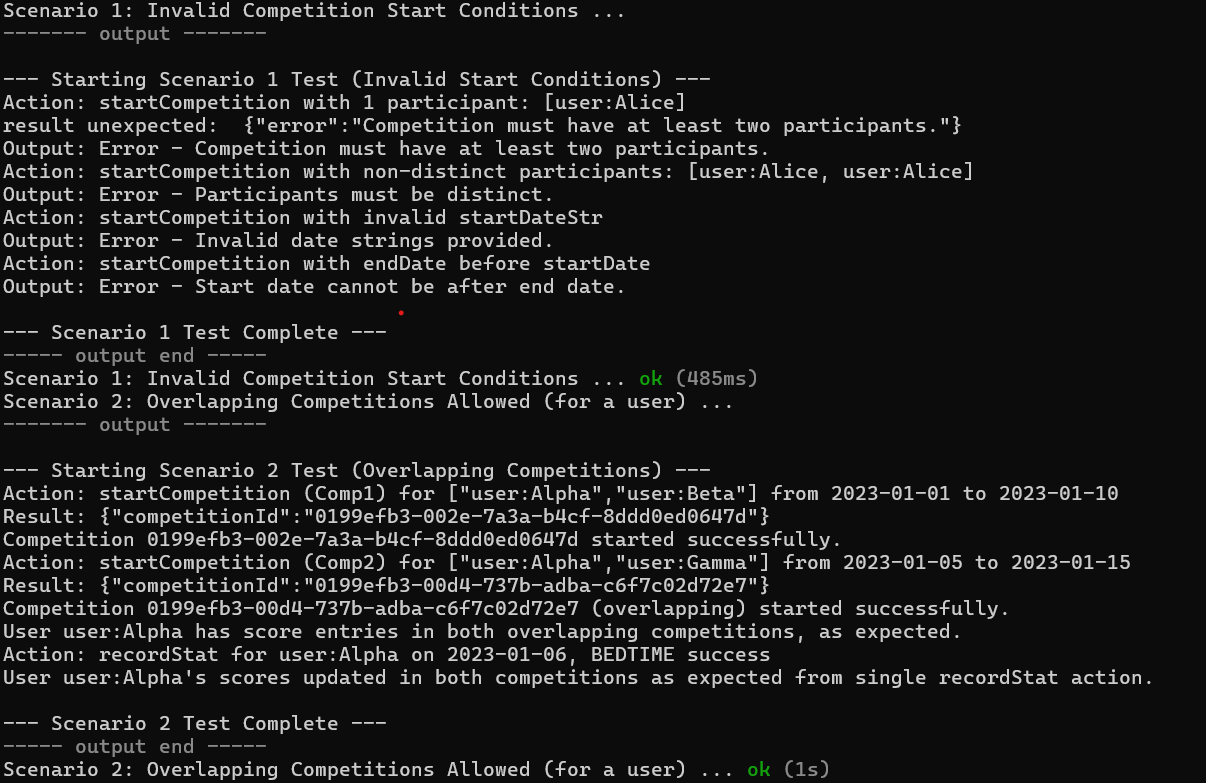 Scenario 1: Invalid Competition Start Conditions ...
------- output -------
--- Starting Scenario 1 Test (Invalid Start Conditions) ---
Action: startCompetition with 1 participant: [user:Alice]
result unexpected:  {"error":"Competition must have at least two participants."}
Output: Error - Competition must have at least two participants.
Action: startCompetition with non-distinct participants: [user:Alice, user:Alice]
Output: Error - Participants must be distinct.
Action: startCompetition with invalid startDateStr
Output: Error - Invalid date strings provided.
Action: startCompetition with endDate before startDate
Output: Error - Start date cannot be after end date.
--- Scenario 1 Test Complete ---
----- output end -----
Scenario 1: Invalid Competition Start Conditions ... ok (485ms)
Scenario 2: Overlapping Competitions Allowed (for a user) ...
------- output -------
--- Starting Scenario 2 Test (Overlapping Competitions) ---
Action: startCompetition (Comp1) for ["user:Alpha","user:Beta"] from 2023-01-01 to 2023-01-10
Result: {"competitionId":"0199efb3-002e-7a3a-b4cf-8ddd0ed0647d"}
Competition 0199efb3-002e-7a3a-b4cf-8ddd0ed0647d started successfully.
Action: startCompetition (Comp2) for ["user:Alpha","user:Gamma"] from 2023-01-05 to 2023-01-15
Result: {"competitionId":"0199efb3-00d4-737b-adba-c6f7c02d72e7"}
Competition 0199efb3-00d4-737b-adba-c6f7c02d72e7 (overlapping) started successfully.
User user:Alpha has score entries in both overlapping competitions, as expected.
Action: recordStat for user:Alpha on 2023-01-06, BEDTIME success
User user:Alpha's scores updated in both competitions as expected from single recordStat action.
--- Scenario 2 Test Complete ---
----- output end -----
Scenario 2: Overlapping Competitions Allowed (for a user) ... ok (1s)